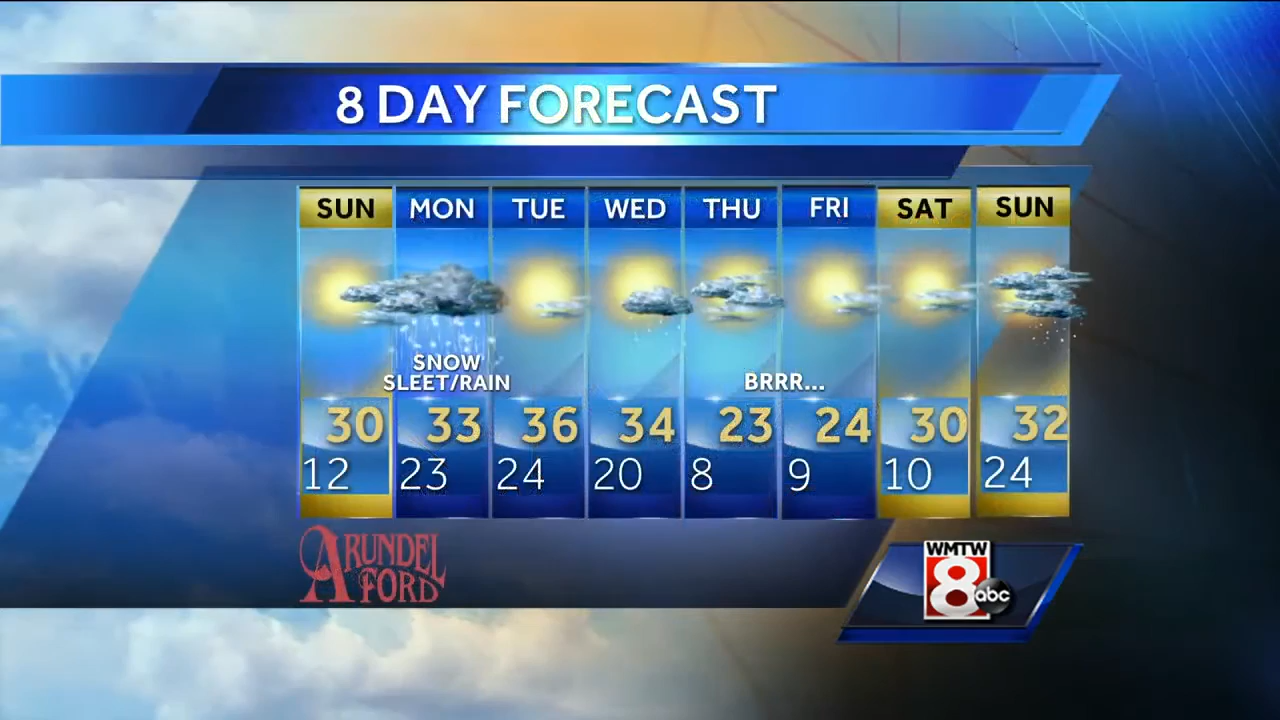 8 DAY FORECAST
SUN MON TUE WED THU FRI SAT SUN
SNOW
SLEET/RAIN
BRRR...
30 33 36 34 23 24 30 32
12 23 24 20 8 9 10 24
ARUNDEL
FORD
WMTW
8
abc